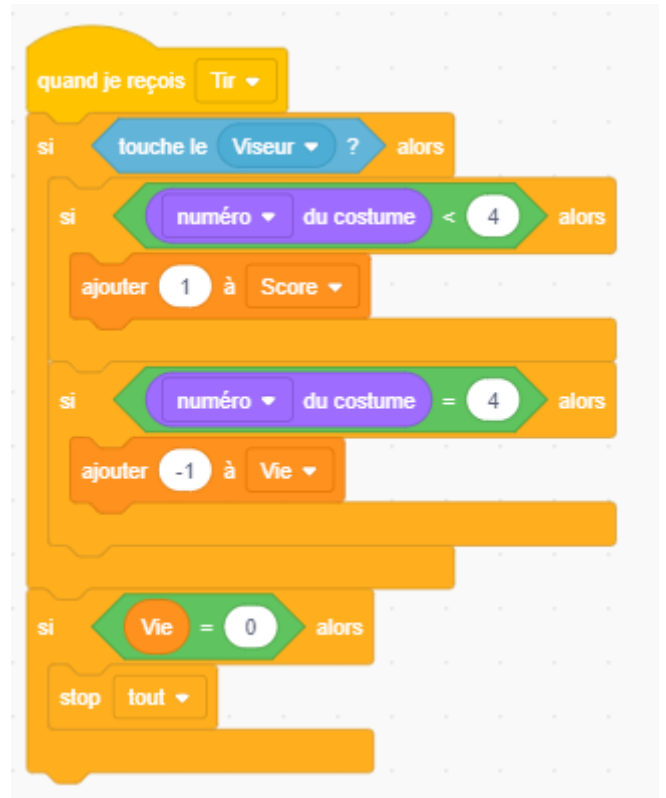 quand je reçois Tir
si touche le Viseur ? alors
si numéro du costume < 4 alors
ajouter 1 à Score
si numéro du costume = 4 alors
ajouter -1 à Vie
si Vie = 0 alors
stop tout